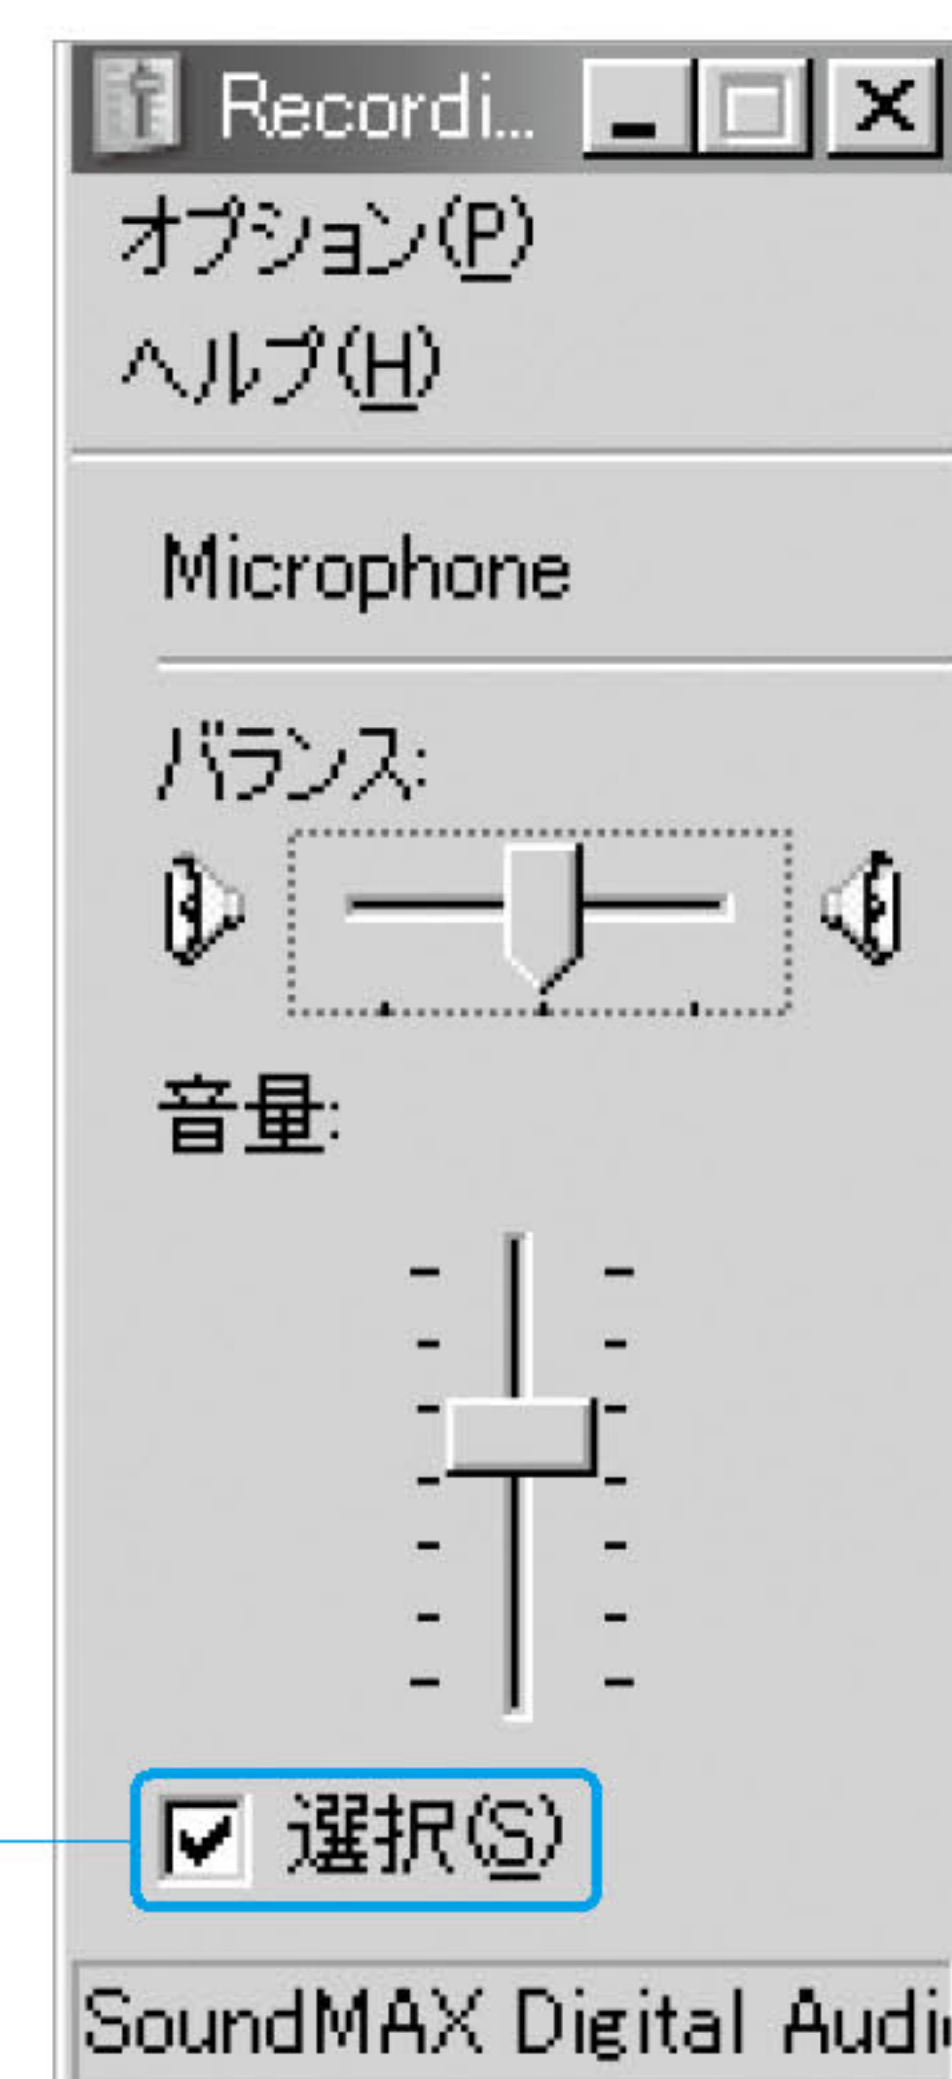 Recordi...
オプション(P)
ヘルプ(H)
Microphone
バランス:
音量:
選択(S)
SoundMAX Digital Audi